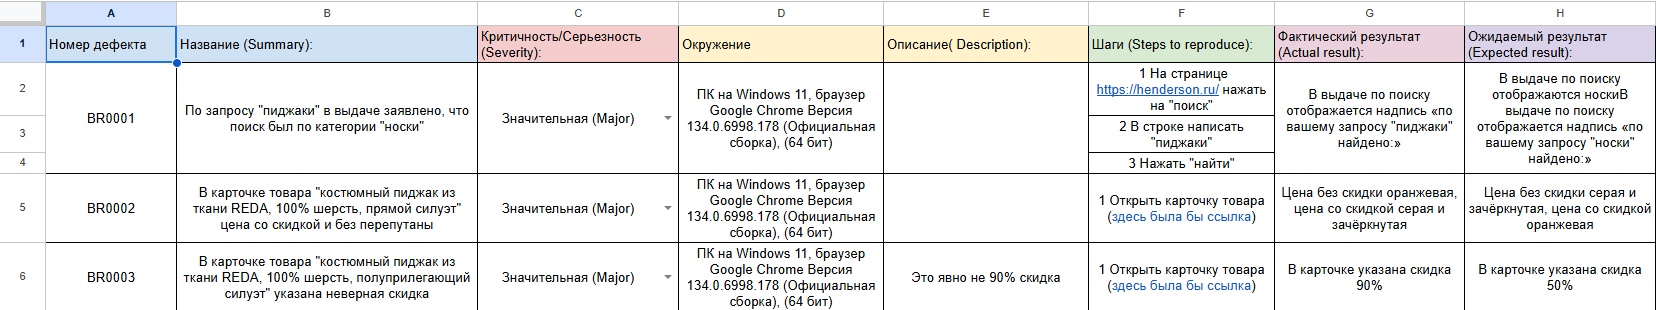 A B C D E F G H
1 Номер дефекта Название (Summary): Критичность/Серьезность (Severity): Окружение Описание( Description): Шаги (Steps to reproduce): Фактический результат (Actual result): Ожидаемый результат (Expected result):
2
3
4
BR0001
По запросу "пиджаки" в выдаче заявлено, что
поиск был по категории "носки"
Значительная (Major)
ПК на Windows 11, браузер
Google Chrome Версия
134.0.6998.178 (Официальная
сборка), (64 бит)
1 На странице
https://henderson.ru/ нажать
на "поиск"
2 В строке написать
"пиджаки"
3 Нажать "найти"
В выдаче по поиску
отображается надпись «по
вашему запросу "пиджаки"
найдено:»
В выдаче по поиску
отображаются носкиВ
выдаче по поиску
отображается надпись «по
вашему запросу "носки"
найдено:»
5
BR0002
В карточке товара "костюмный пиджак из
ткани REDA, 100% шерсть, прямой силуэт"
цена со скидкой и без перепутаны
Значительная (Major)
ПК на Windows 11, браузер
Google Chrome Версия
134.0.6998.178 (Официальная
сборка), (64 бит)
1 Открыть карточку товара
(здесь была бы ссылка)
Цена без скидки оранжевая,
цена со скидкой серая и
зачёркнутая
Цена без скидки серая и
зачёркнутая, цена со скидкой
оранжевая
6
BR0003
В карточке товара "костюмный пиджак из
ткани REDA, 100% шерсть, полуприлегающий
силуэт" указана неверная скидка
Значительная (Major)
ПК на Windows 11, браузер
Google Chrome Версия
134.0.6998.178 (Официальная
сборка), (64 бит)
Это явно не 90% скидка
1 Открыть карточку товара
(здесь была бы ссылка)
В карточке указана скидка
90%
В карточке указана скидка
50%